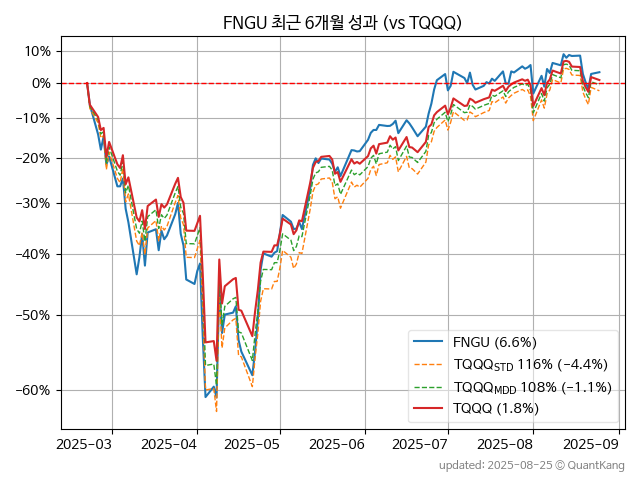 FNGU 최근 6개월 성과 (vs TQQQ)
10%
0%
−10%
−20%
−30%
−40%
−50%
−60%
FNGU (6.6%)
TQQQSTD 116% (−4.4%)
TQQQMDD 108% (−1.1%)
TQQQ (1.8%)
2025-03 2025-04 2025-05 2025-06 2025-07 2025-08 2025-09
updated: 2025-08-25 © QuantKang